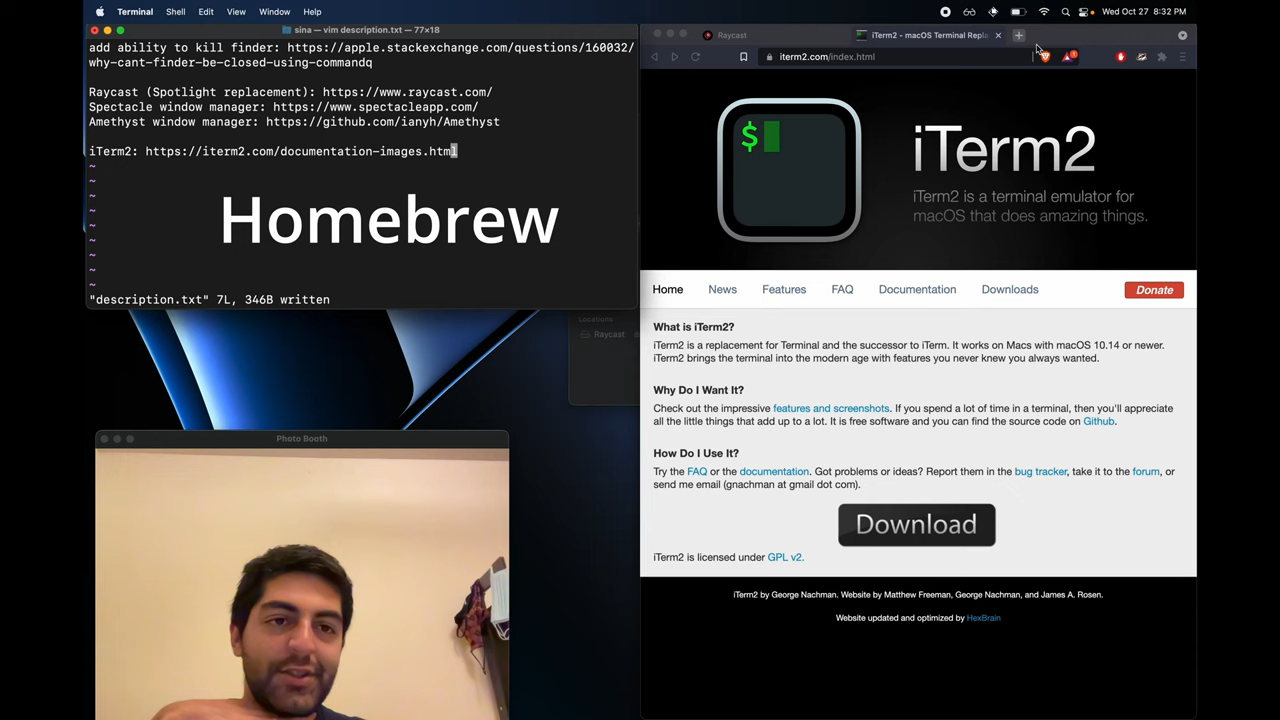 Terminal Shell Edit View Window Help
Wed Oct 27 8:32 PM
sina — vim description.txt — 77×18
add ability to kill finder: https://apple.stackexchange.com/questions/160032/
why-cant-finder-be-closed-using-commandq
Raycast (Spotlight replacement): https://www.raycast.com/
Spectacle window manager: https://www.spectacleapp.com/
Amethyst window manager: https://github.com/ianyh/Amethyst
iTerm2: https://iterm2.com/documentation-images.html
~
~
~
~
~
~
~
~
~
Homebrew
"description.txt" 7L, 346B written
Raycast
iTerm2 - macOS Terminal Repla
iterm2.com/index.html
$
iTerm2
iTerm2 is a terminal emulator for
macOS that does amazing things.
Home News Features FAQ Documentation Downloads
Donate
What is iTerm2?
iTerm2 is a replacement for Terminal and the successor to iTerm. It works on Macs with macOS 10.14 or newer.
iTerm2 brings the terminal into the modern age with features you never knew you always wanted.
Why Do I Want It?
Check out the impressive features and screenshots. If you spend a lot of time in a terminal, then you'll appreciate
all the little things that add up to a lot. It is free software and you can find the source code on Github.
How Do I Use It?
Try the FAQ or the documentation. Got problems or ideas? Report them in the bug tracker, take it to the forum, or
send me email (gnachman at gmail dot com).
Download
iTerm2 is licensed under GPL v2.
iTerm2 by George Nachman. Website by Matthew Freeman, George Nachman, and James A. Rosen.
Website updated and optimized by HexBrain
Locations
Raycast
Photo Booth